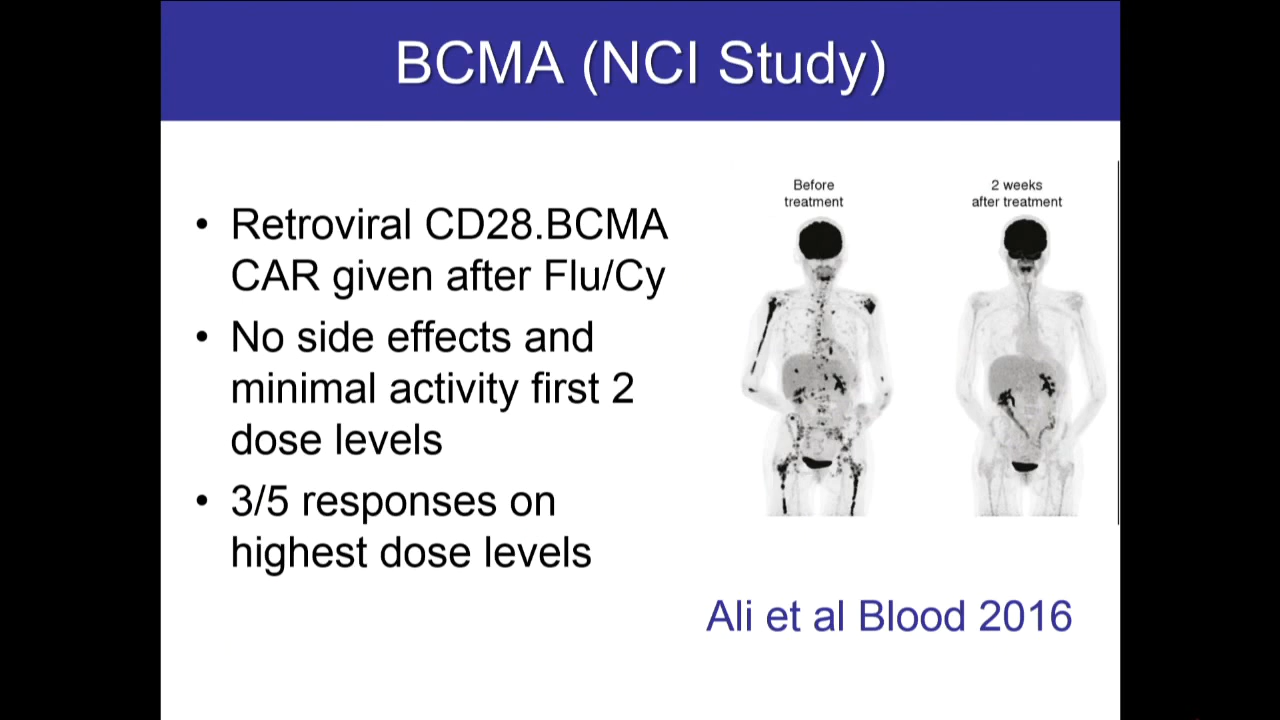 BCMA (NCI Study)
• Retroviral CD28.BCMA
CAR given after Flu/Cy
• No side effects and
minimal activity first 2
dose levels
• 3/5 responses on
highest dose levels
Before
treatment
2 weeks
after treatment
Ali et al Blood 2016